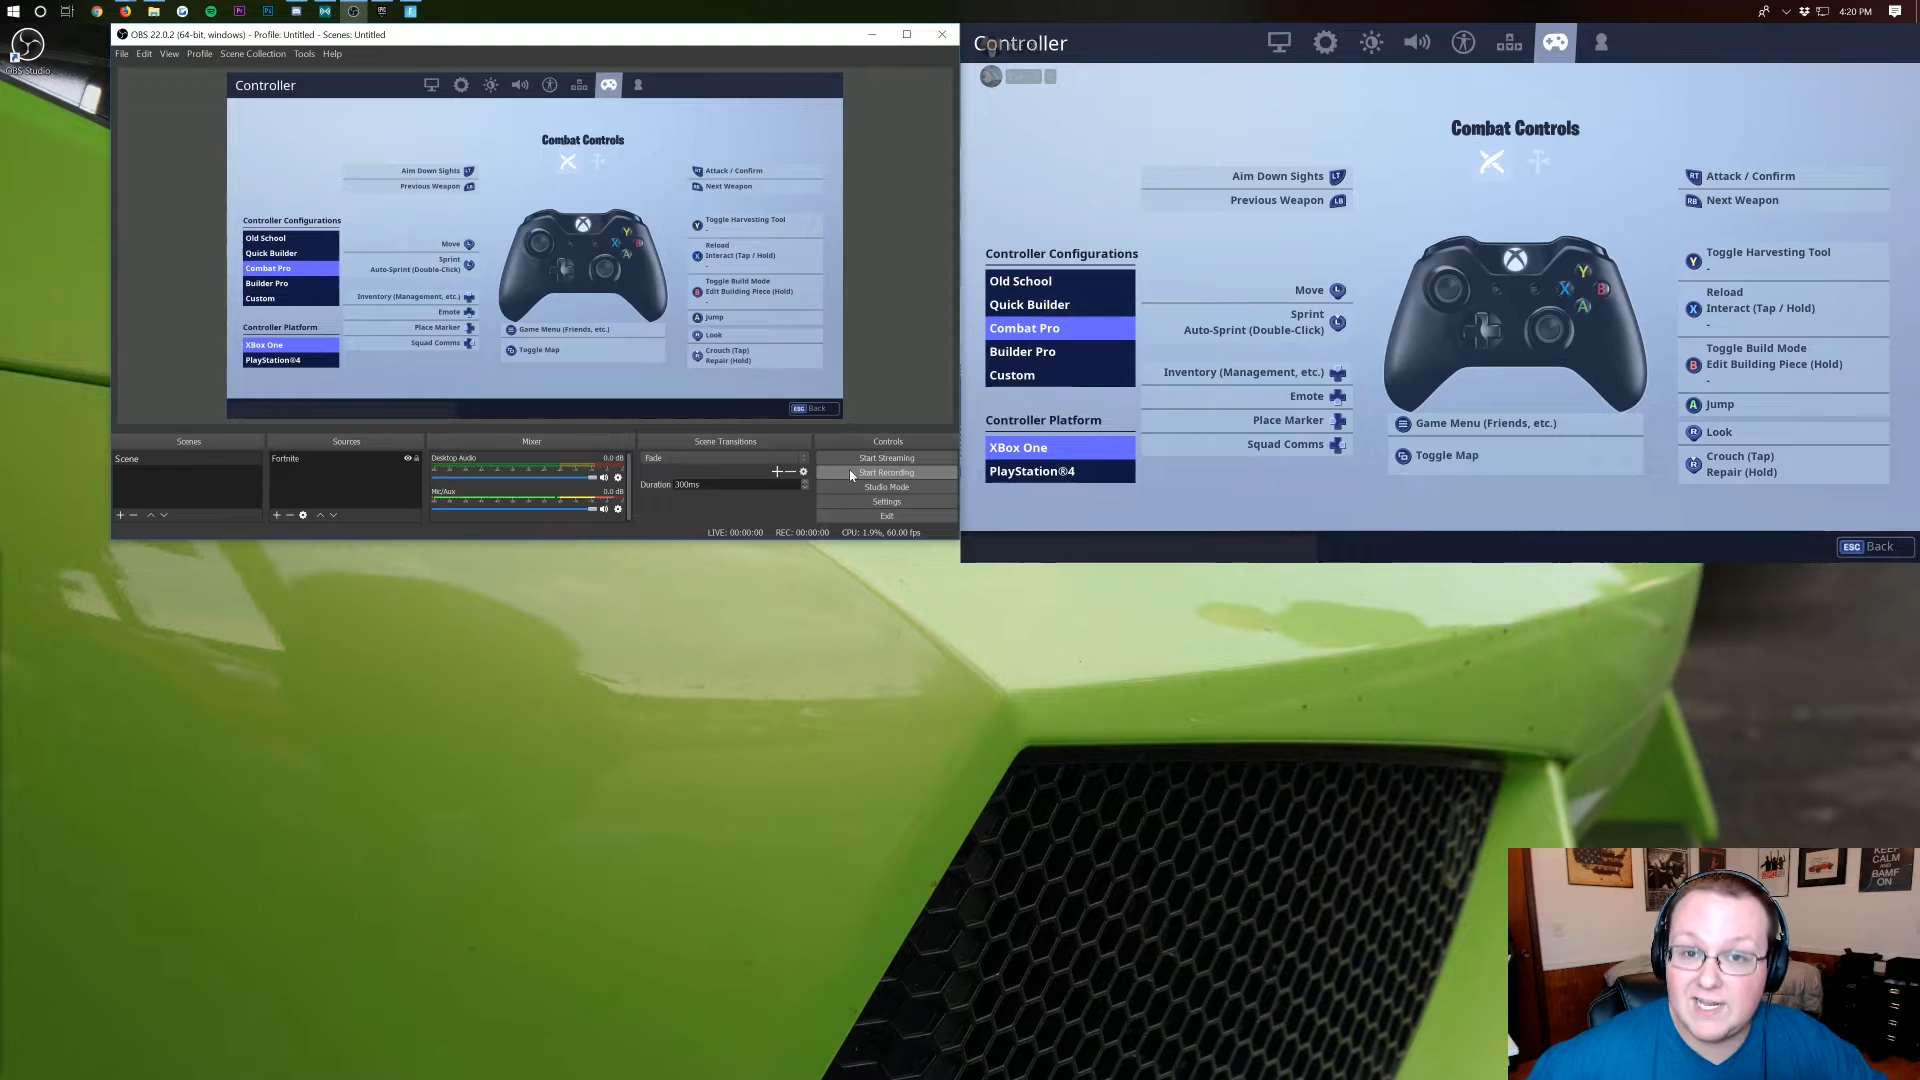 4:20 PM
OBS Studio
OBS 22.0.2 (64-bit, windows) - Profile: Untitled - Scenes: Untitled
File Edit View Profile Scene Collection Tools Help
Controller
Combat Controls
Aim Down Sights LT
Previous Weapon LB
RT Attack / Confirm
RB Next Weapon
Controller Configurations
Old School
Quick Builder
Combat Pro
Builder Pro
Custom
Controller Platform
XBox One
PlayStation®4
Move
Sprint
Auto-Sprint (Double-Click)
Inventory (Management, etc.)
Emote
Place Marker
Squad Comms
Y
X B
A
Game Menu (Friends, etc.)
Toggle Map
Y Toggle Harvesting Tool
-
Reload
X Interact (Tap / Hold)
-
Toggle Build Mode
B Edit Building Piece (Hold)
-
A Jump
R Look
Crouch (Tap)
R Repair (Hold)
ESC Back
Scenes
Sources
Mixer
Scene Transitions
Controls
Scene
Fortnite
Desktop Audio 0.0 dB
Mic/Aux 0.0 dB
Fade
Duration 300ms
Start Streaming
Start Recording
Studio Mode
Settings
Exit
LIVE: 00:00:00 REC: 00:00:00 CPU: 1.9%, 60.00 fps
Controller
Combat Controls
Aim Down Sights LT
Previous Weapon LB
RT Attack / Confirm
RB Next Weapon
Controller Configurations
Old School
Quick Builder
Combat Pro
Builder Pro
Custom
Controller Platform
XBox One
PlayStation®4
Move L
Sprint
Auto-Sprint (Double-Click) L
Inventory (Management, etc.)
Emote
Place Marker
Squad Comms
Y
X B
A
Game Menu (Friends, etc.)
Toggle Map
Y Toggle Harvesting Tool
-
Reload
X Interact (Tap / Hold)
-
Toggle Build Mode
B Edit Building Piece (Hold)
-
A Jump
R Look
Crouch (Tap)
R Repair (Hold)
ESC Back
KEEP
CALM
AND
BAMF
ON